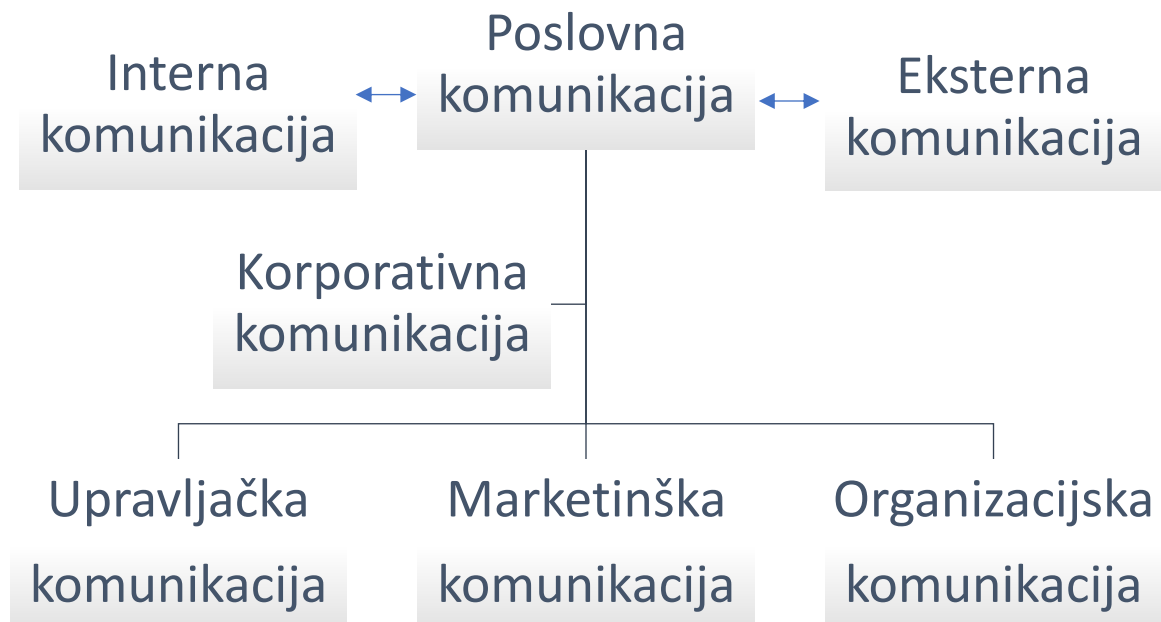 Poslovna
komunikacija
Interna
komunikacija
Eksterna
komunikacija
Korporativna
komunikacija
Upravljačka
komunikacija
Marketinška
komunikacija
Organizacijska
komunikacija